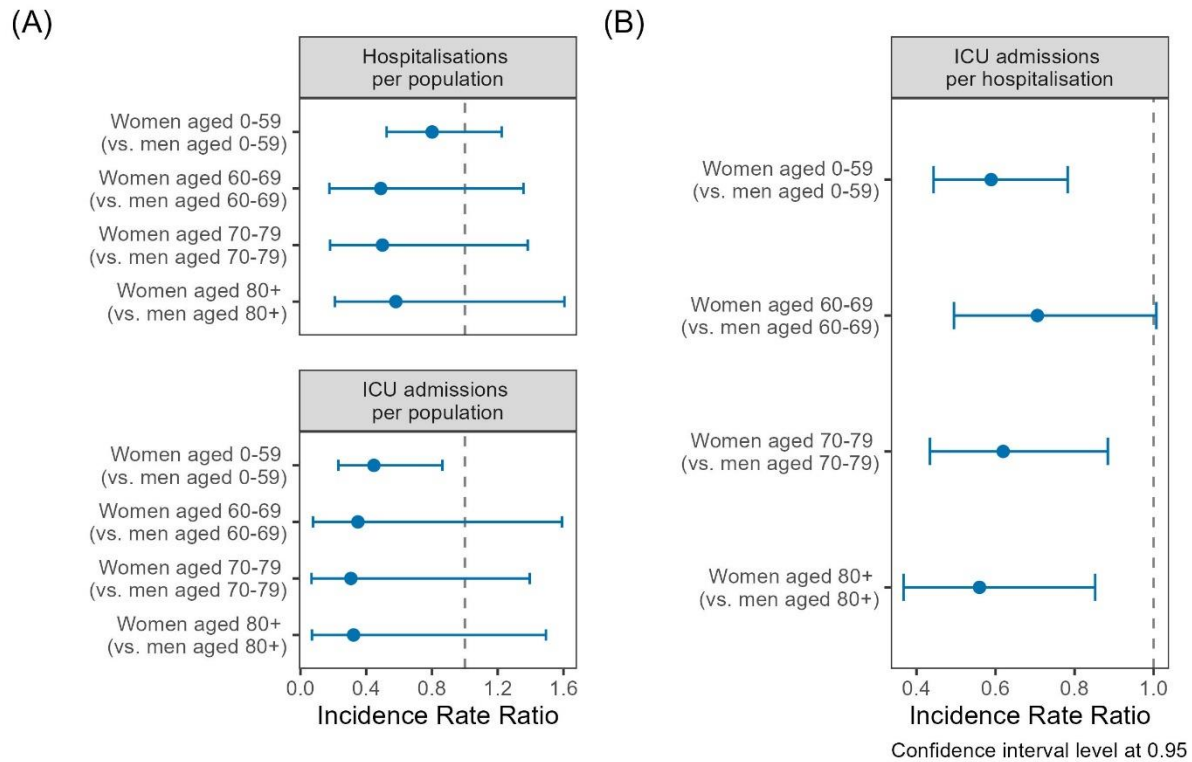 (A)
Hospitalisations
per population
Women aged 0-59
(vs. men aged 0-59)
Women aged 60-69
(vs. men aged 60-69)
Women aged 70-79
(vs. men aged 70-79)
Women aged 80+
(vs. men aged 80+)
ICU admissions
per population
Women aged 0-59
(vs. men aged 0-59)
Women aged 60-69
(vs. men aged 60-69)
Women aged 70-79
(vs. men aged 70-79)
Women aged 80+
(vs. men aged 80+)
0.0 0.4 0.8 1.2 1.6
Incidence Rate Ratio
(B)
ICU admissions
per hospitalisation
Women aged 0-59
(vs. men aged 0-59)
Women aged 60-69
(vs. men aged 60-69)
Women aged 70-79
(vs. men aged 70-79)
Women aged 80+
(vs. men aged 80+)
0.4 0.6 0.8 1.0
Incidence Rate Ratio
Confidence interval level at 0.95